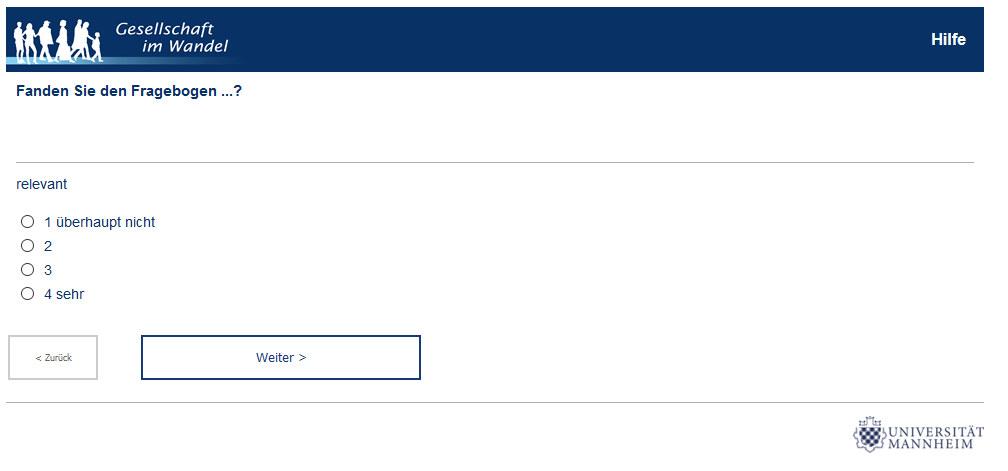 Gesellschaft
im Wandel
Hilfe
Fanden Sie den Fragebogen ...?
relevant
1 überhaupt nicht
2
3
4 sehr
< Zurück
Weiter >
UNIVERSITÄT
MANNHEIM